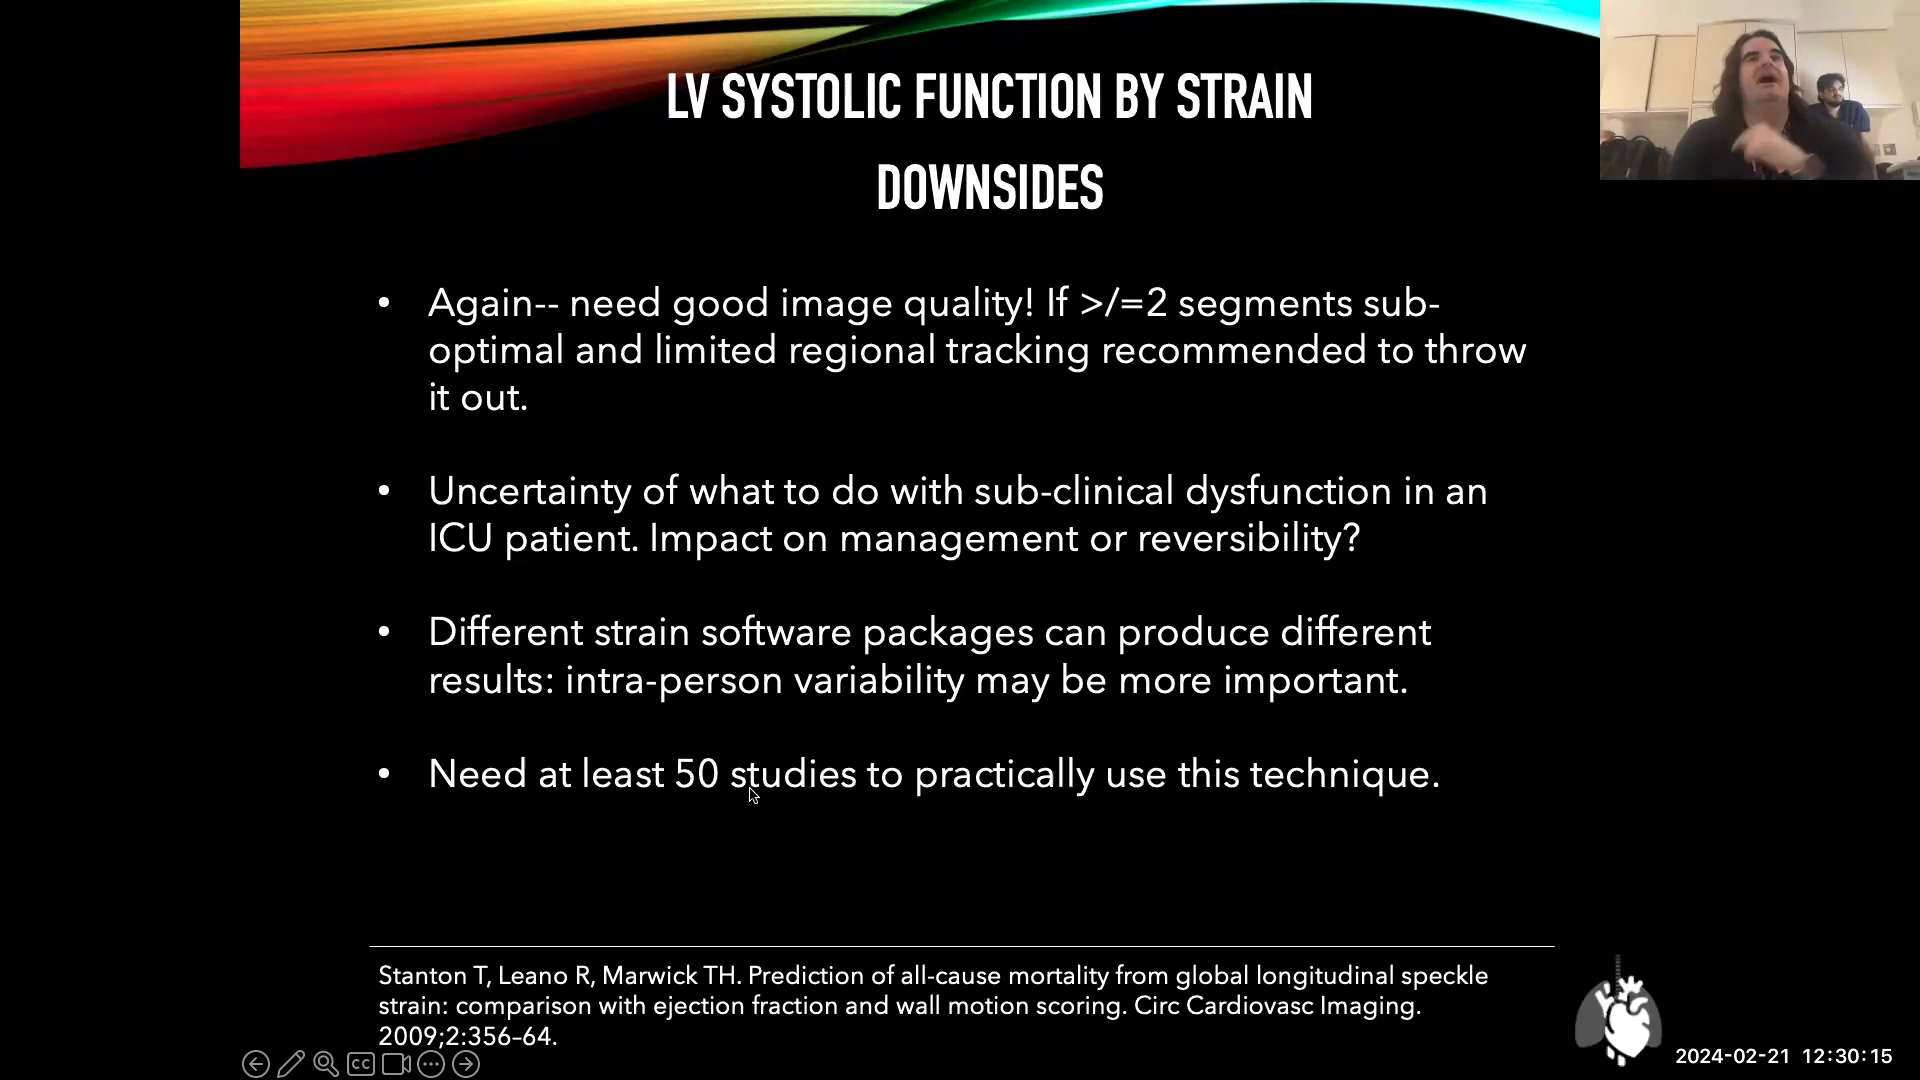 LV SYSTOLIC FUNCTION BY STRAIN
DOWNSIDES
• Again-- need good image quality! If >/=2 segments sub-
optimal and limited regional tracking recommended to throw
it out.
• Uncertainty of what to do with sub-clinical dysfunction in an
ICU patient. Impact on management or reversibility?
• Different strain software packages can produce different
results: intra-person variability may be more important.
• Need at least 50 studies to practically use this technique.
Stanton T, Leano R, Marwick TH. Prediction of all-cause mortality from global longitudinal speckle
strain: comparison with ejection fraction and wall motion scoring. Circ Cardiovasc Imaging.
2009;2:356–64.
CC
2024-02-21 12:30:15